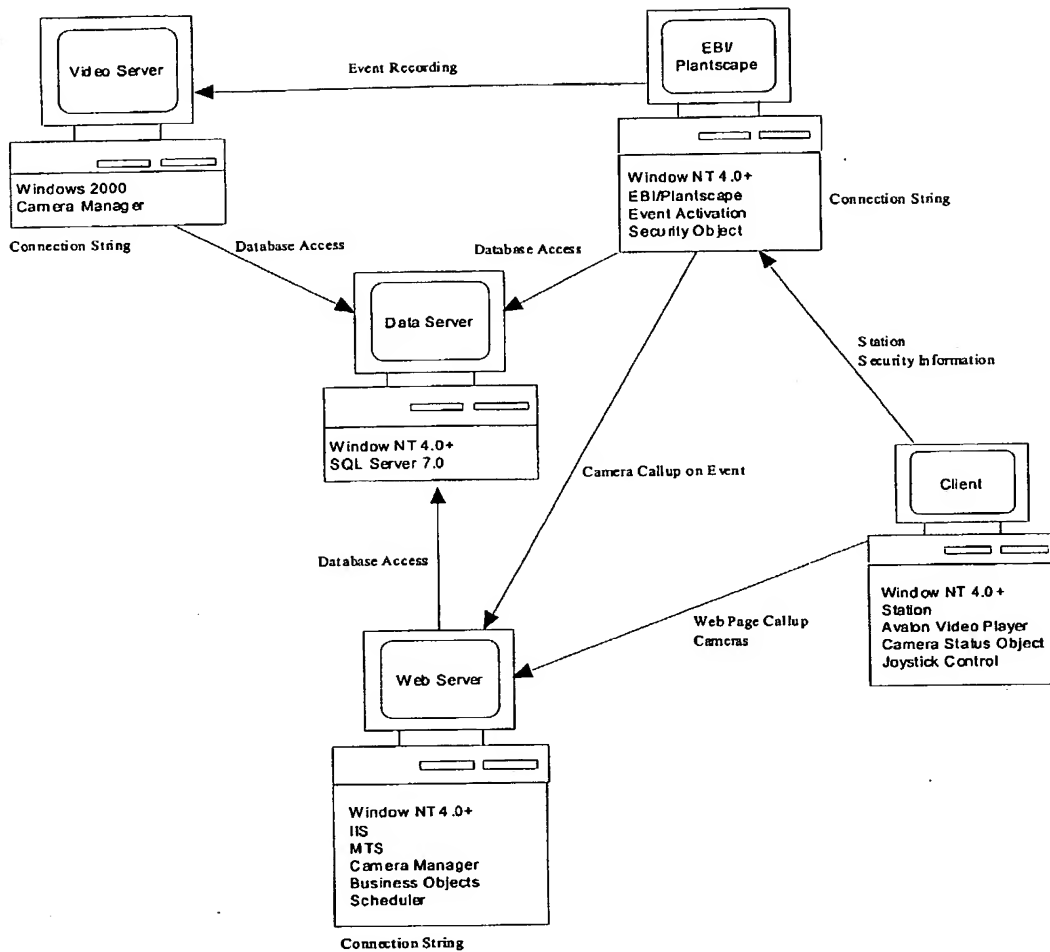 Video Server
Windows 2000
Camera Manager
Connection String
Event Recording
EBI/
Plantscape
Window NT 4.0+
EBI/Plantscape
Event Activation
Security Object
Connection String
Database Access
Database Access
Data Server
Window NT 4.0+
SQL Server 7.0
Station
Security Information
Camera Callup on Event
Client
Window NT 4.0+
Station
Avalon Video Player
Camera Status Object
Joystick Control
Database Access
Web Page Callup
Cameras
Web Server
Window NT 4.0+
IIS
MTS
Camera Manager
Business Objects
Scheduler
Connection String